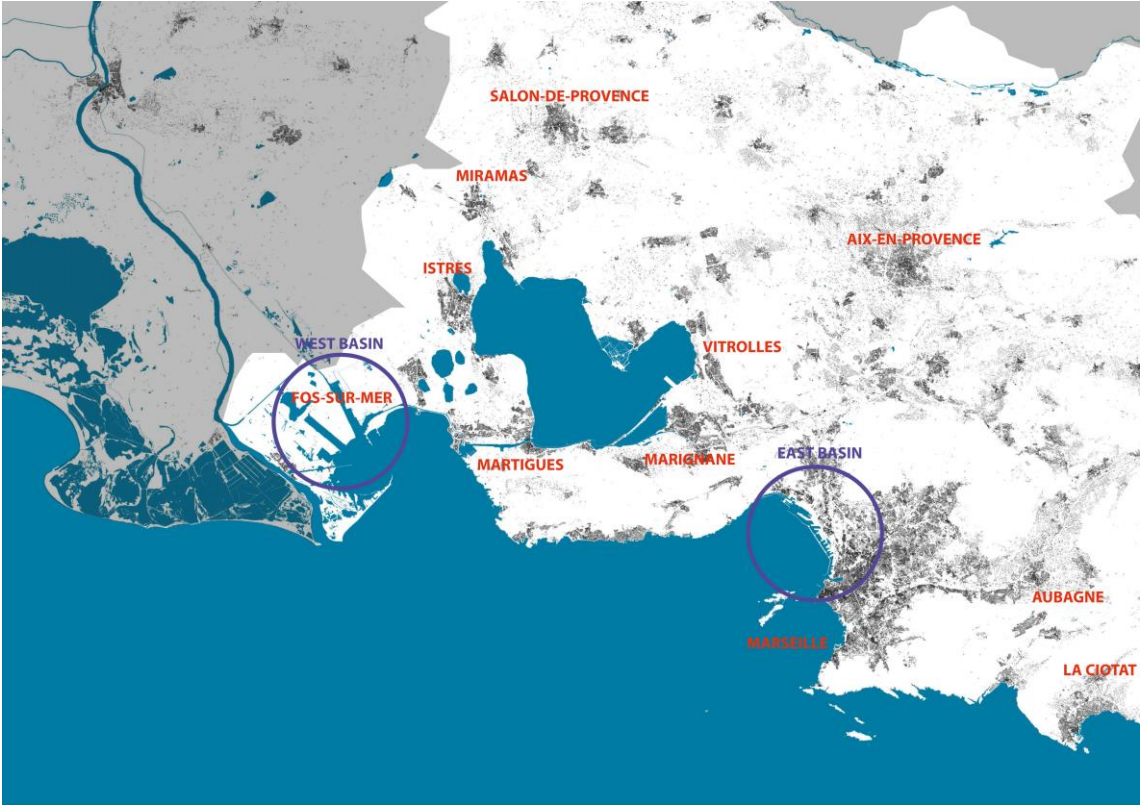 SALON-DE-PROVENCE
MIRAMAS
AIX-EN-PROVENCE
ISTRES
WEST BASIN
VITROLLES
FOS-SUR-MER
MARTIGUES
MARIGNANE
EAST BASIN
AUBAGNE
MARSEILLE
LA CIOTAT